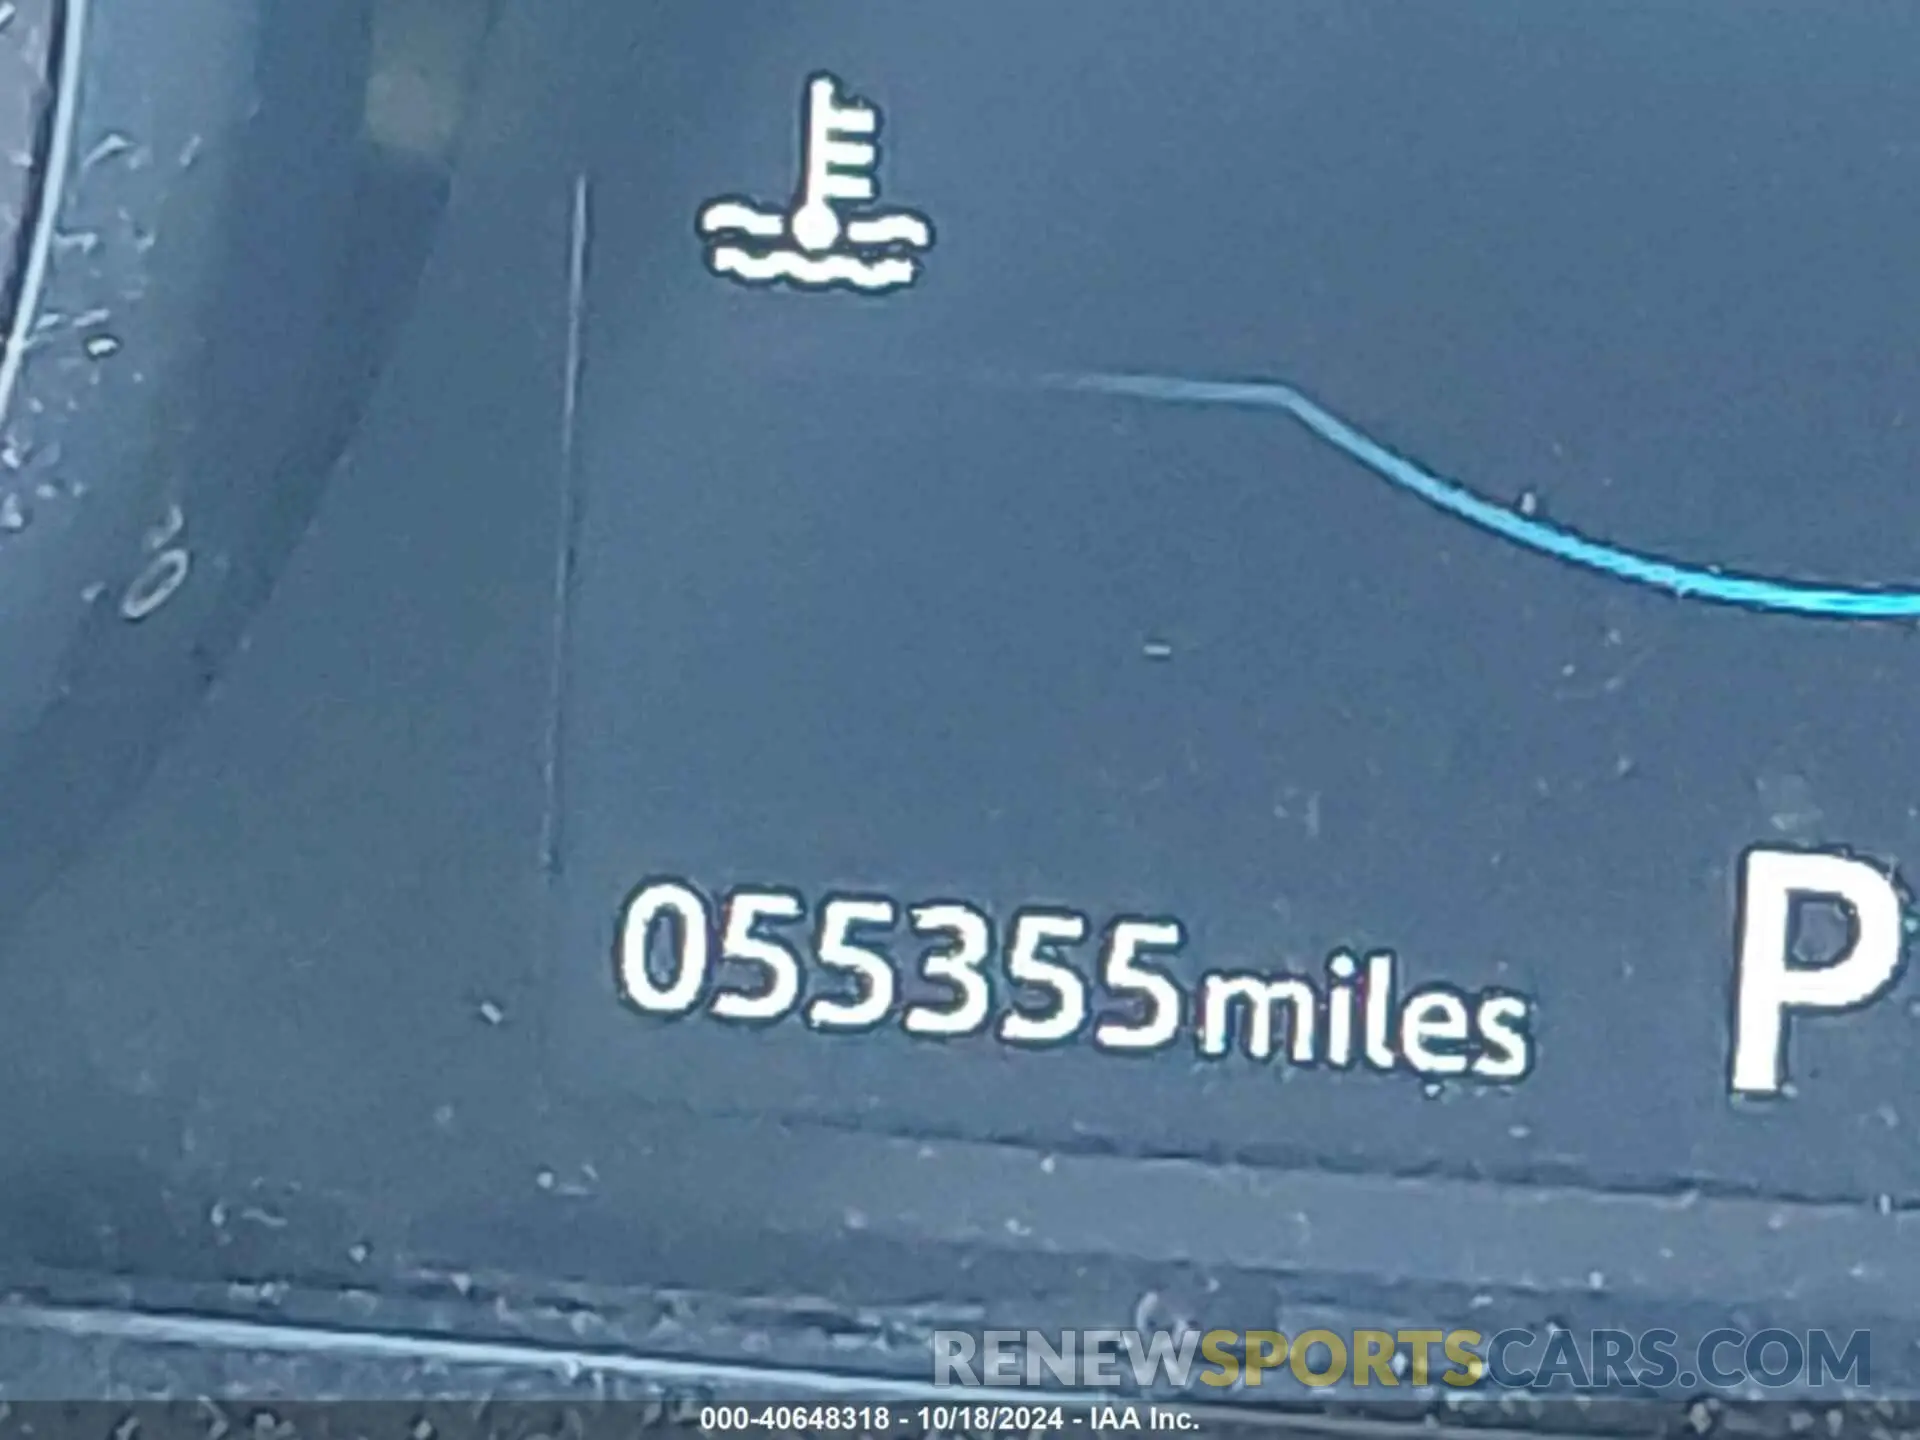 055355miles
P
RENEWSPORTSCARS.COM
000-40648318 - 10/18/2024 - IAA Inc.